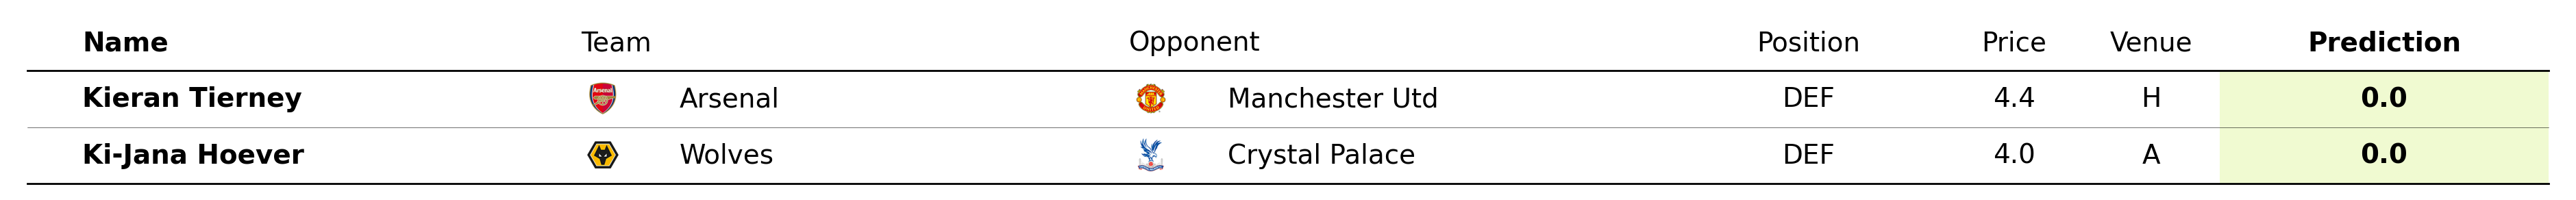 Name Team Opponent Position Price Venue Prediction
Kieran Tierney Arsenal Manchester Utd DEF 4.4 H 0.0
Ki-Jana Hoever Wolves Crystal Palace DEF 4.0 A 0.0